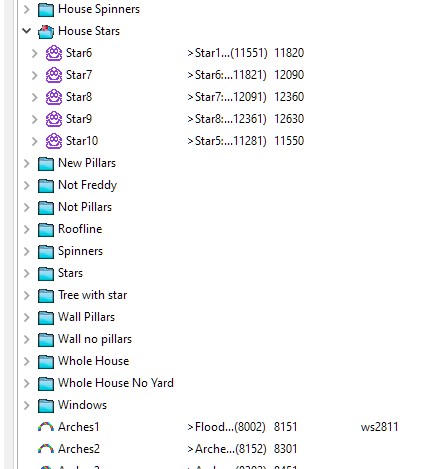 House Spinners
House Stars
Star6 >Star1...(11551) 11820
Star7 >Star6:...11821) 12090
Star8 >Star7:...12091) 12360
Star9 >Star8:...12361) 12630
Star10 >Star5:...11281) 11550
New Pillars
Not Freddy
Not Pillars
Roofline
Spinners
Stars
Tree with star
Wall Pillars
Wall no pillars
Whole House
Whole House No Yard
Windows
Arches1 >Flood...(8002) 8151 ws2811
Arches2 >Arche...(8152) 8301